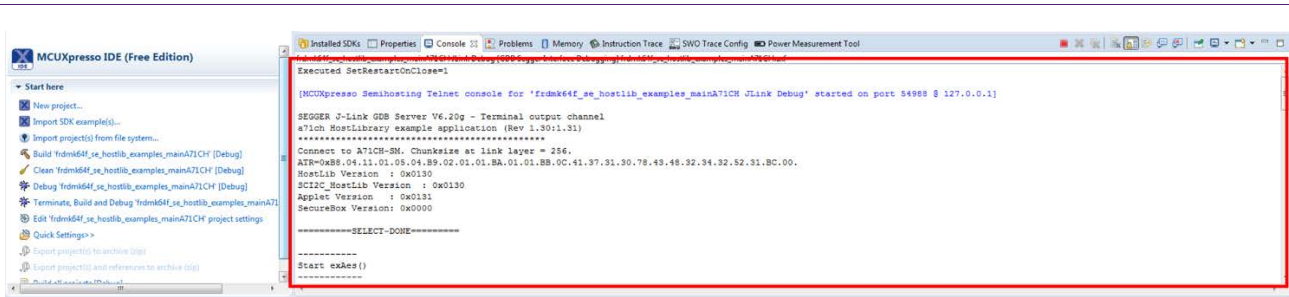 MCUXpresso IDE (Free Edition)
IDE
Start here
New project...
Import SDK example(s)...
Import project(s) from file system...
Build 'frdmk64f_se_hostlib_examples_mainA71CH' [Debug]
Clean 'frdmk64f_se_hostlib_examples_mainA71CH' [Debug]
Debug 'frdmk64f_se_hostlib_examples_mainA71CH' [Debug]
Terminate, Build and Debug 'frdmk64f_se_hostlib_examples_mainA71
Edit 'frdmk64f_se_hostlib_examples_mainA71CH' project settings
Quick Settings>>
Export project(s) to archive (zip)
Export project(s) and references to archive (zip)
Build all projects [Debug]
Installed SDKs Properties Console Problems Memory Instruction Trace SWO Trace Config Power Measurement Tool
Executed SetRestartOnClose=1
[MCUXpresso Semihosting Telnet console for 'frdmk64f_se_hostlib_examples_mainA71CH JLink Debug' started on port 54988 @ 127.0.0.1]
SEGGER J-Link GDB Server V6.20g - Terminal output channel
a71ch HostLibrary example application (Rev 1.30:1.31)
***********************************************
Connect to A71CH-SM. Chunksize at link layer = 256.
ATR=0xB8.04.11.01.05.04.B9.02.01.01.BA.01.01.BB.0C.41.37.31.30.78.43.48.32.34.32.52.31.BC.00.
HostLib Version : 0x0130
SCI2C_HostLib Version : 0x0130
Applet Version : 0x0131
SecureBox Version: 0x0000
==========SELECT-DONE=========
-----------
Start exAes()
------------